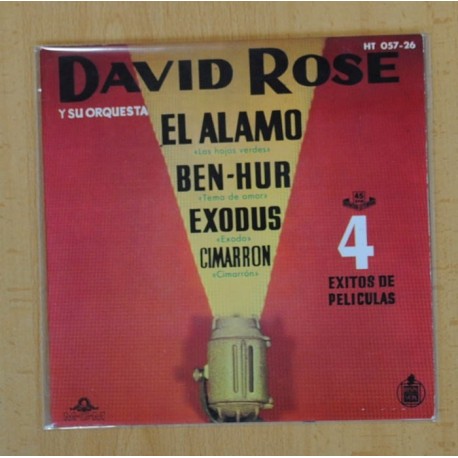 HT 057-26
DAVID ROSE
Y SU ORQUESTA
EL ALAMO
«Las hojas verdes»
BEN-HUR
«Tema de amor»
EXODUS
«Exodo»
CIMARRON
«Cimarrón»
45
4
EXITOS DE
PELICULAS